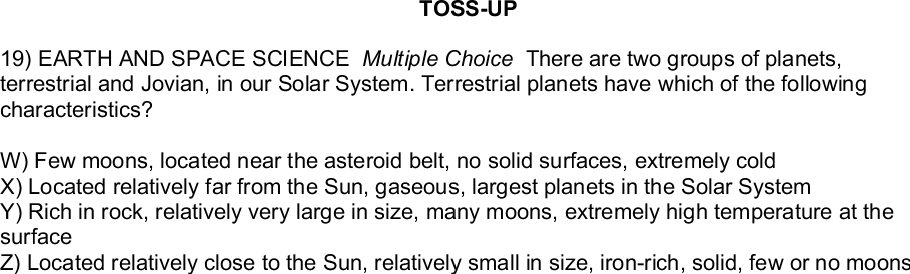 TOSS-UP
19) EARTH AND SPACE SCIENCE Multiple Choice There are two groups of planets,
terrestrial and Jovian, in our Solar System. Terrestrial planets have which of the following
characteristics?
W) Few moons, located near the asteroid belt, no solid surfaces, extremely cold
X) Located relatively far from the Sun, gaseous, largest planets in the Solar System
Y) Rich in rock, relatively very large in size, many moons, extremely high temperature at the
surface
Z) Located relatively close to the Sun, relatively small in size, iron-rich, solid, few or no moons